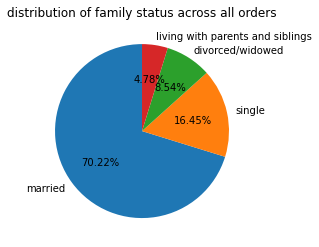 distribution of family status across all orders
living with parents and siblings
divorced/widowed
4.78%
8.54%
single
16.45%
70.22%
married